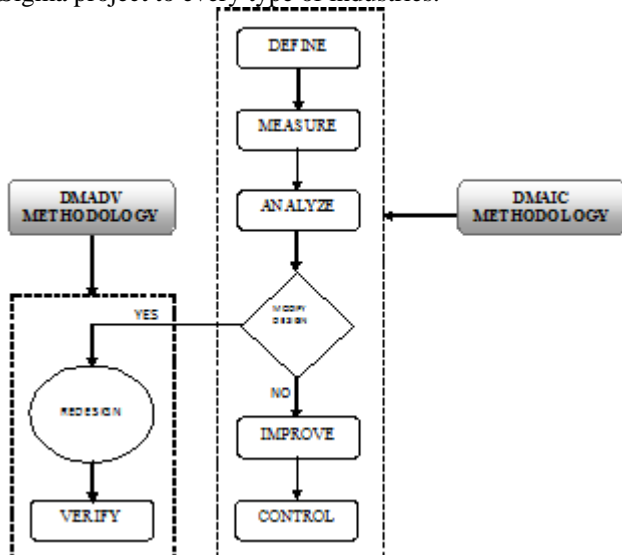 Sigma project to every type of industries.
DEFINE
MEASURE
DMADV
METHODOLOGY
ANALYZE
DMAIC
METHODOLOGY
YES
MODIFY
DESIGN
NO
REDESIGN
IMPROVE
VERIFY
CONTROL